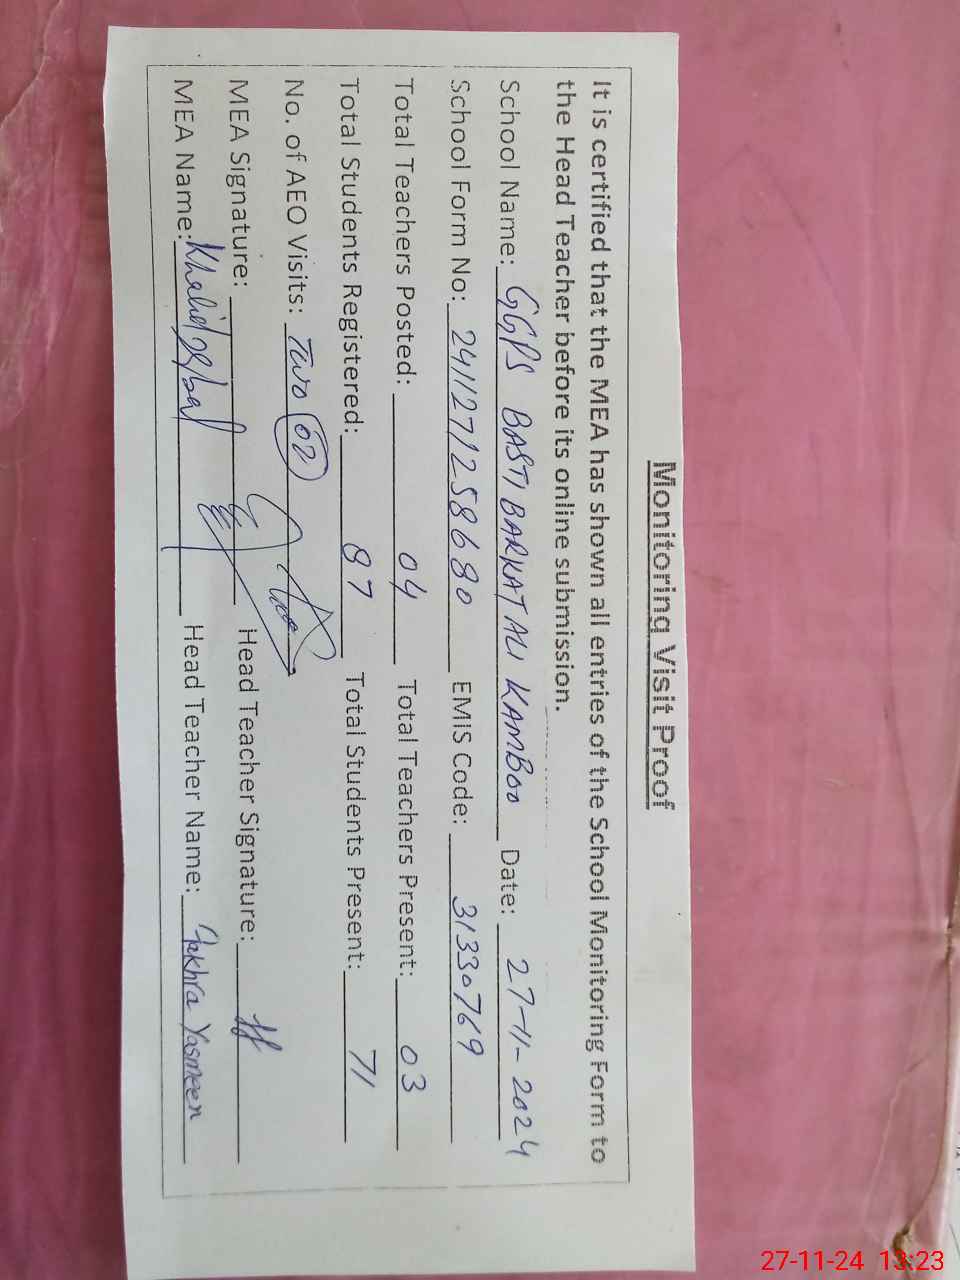 Monitoring Visit Proof
It is certified that the MEA has shown all entries of the School Monitoring Form to
the Head Teacher before its online submission.
School Name: GGPS BASTI BARKAT ALI KAMBOO Date: 27-11-2024
School Form No: 2411271258680 EMIS Code: 31330769
Total Teachers Posted: 04 Total Teachers Present: 03
Total Students Registered: 87 Total Students Present: 71
No. of AEO Visits: Two 02
MEA Signature: Head Teacher Signature:
MEA Name: Khalid Iqbal Head Teacher Name: Fakhra Yasmeen
27-11-24 13:23